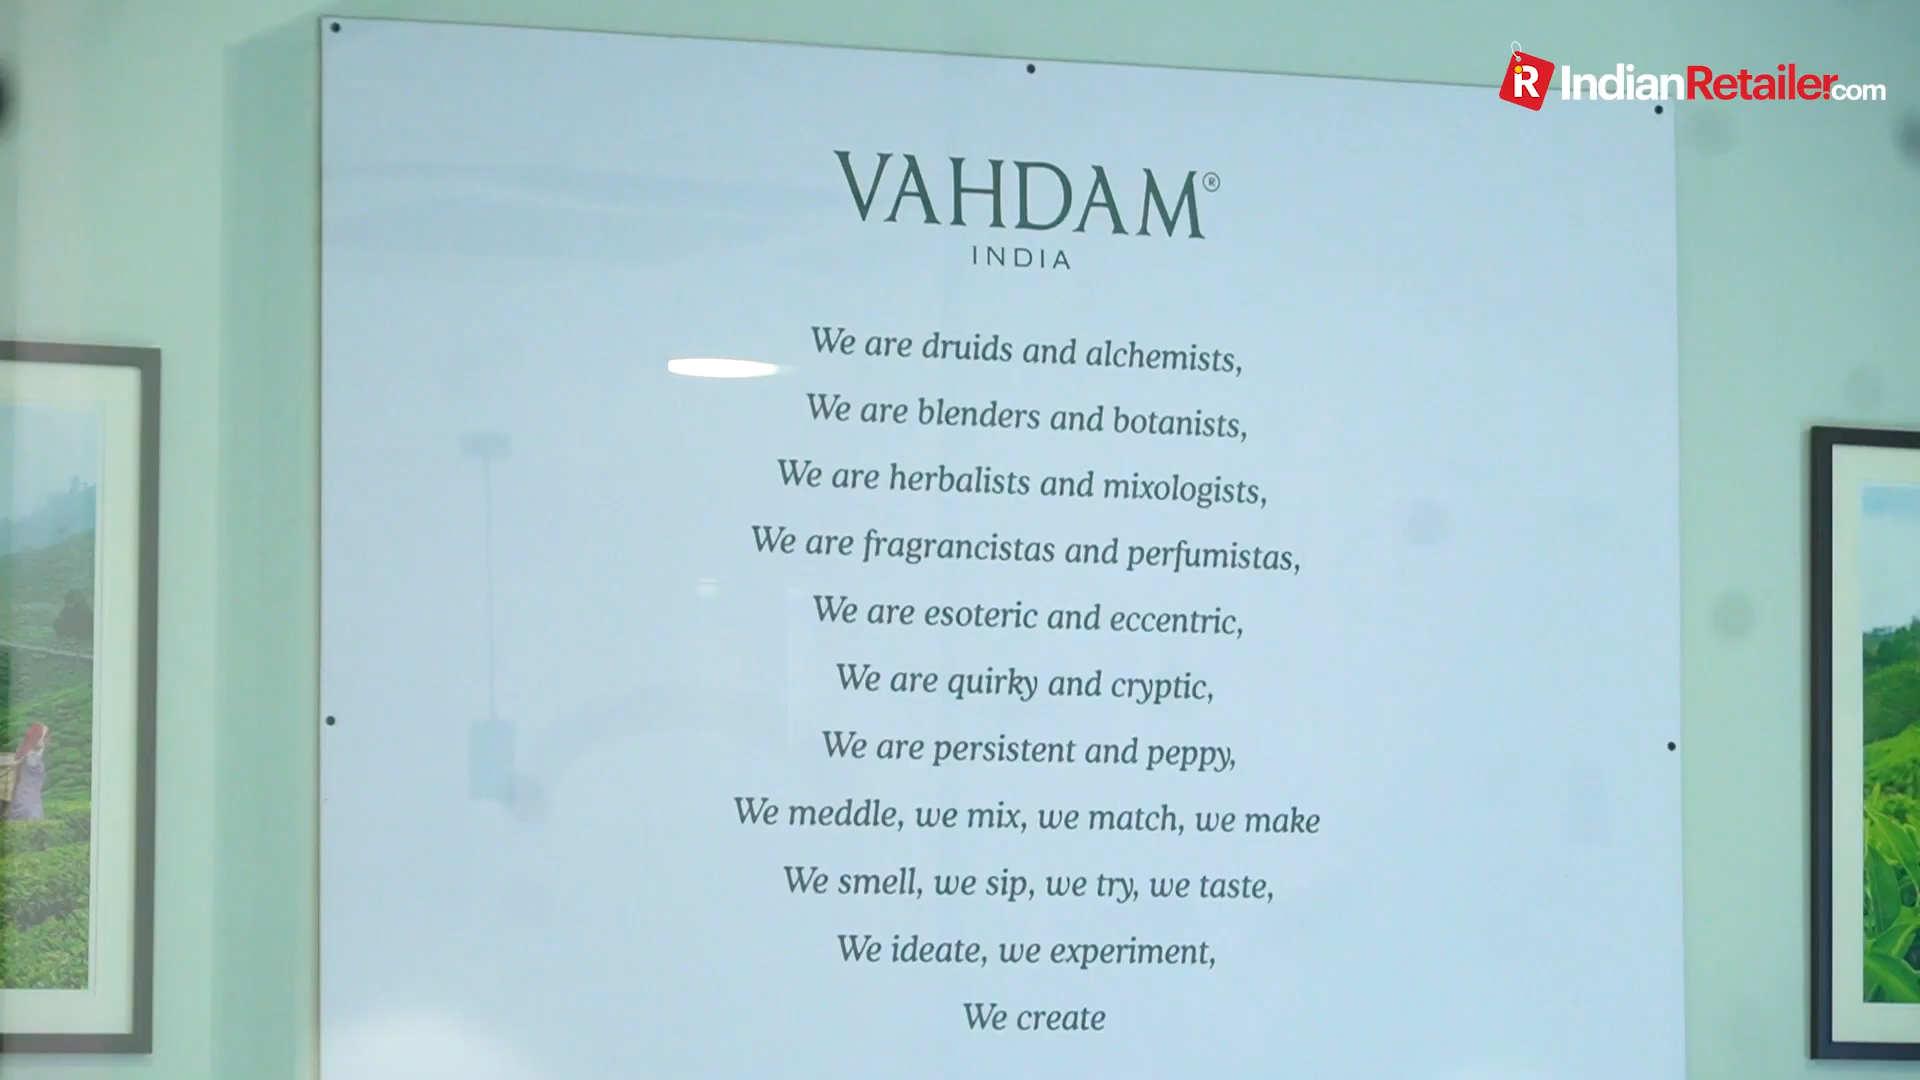 iR IndianRetailer.com
VAHDAM®
INDIA
We are druids and alchemists,
We are blenders and botanists,
We are herbalists and mixologists,
We are fragrancistas and perfumistas,
We are esoteric and eccentric,
We are quirky and cryptic,
We are persistent and peppy,
We meddle, we mix, we match, we make
We smell, we sip, we try, we taste,
We ideate, we experiment,
We create